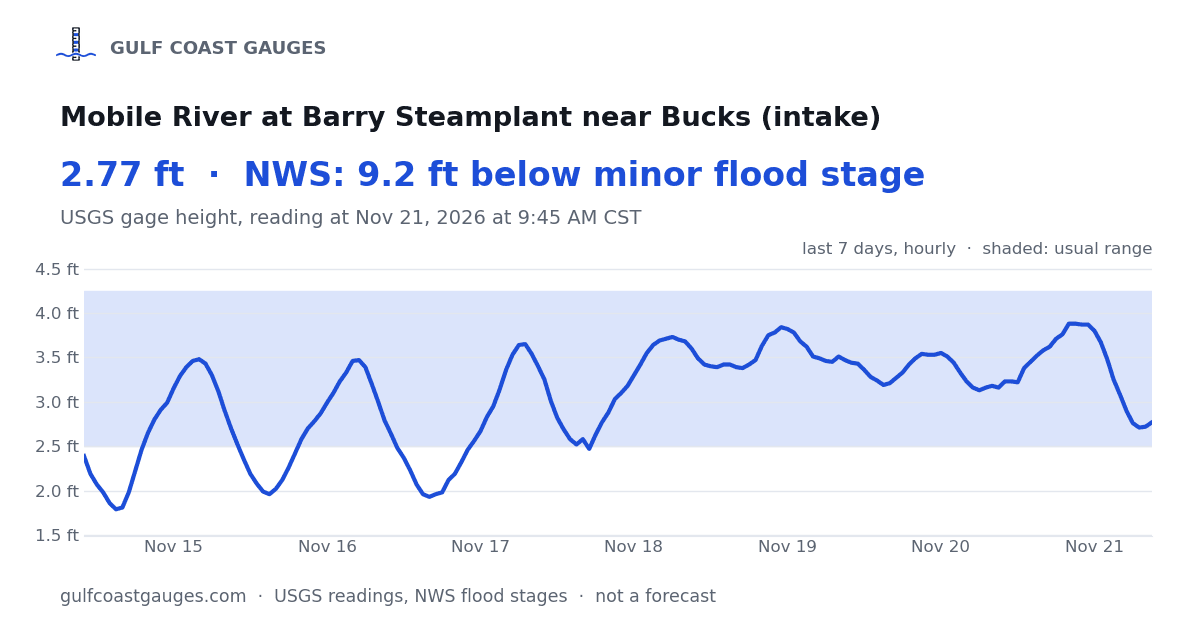 GULF COAST GAUGES
Mobile River at Barry Steamplant near Bucks (intake)
2.77 ft · NWS: 9.2 ft below minor flood stage
USGS gage height, reading at Nov 21, 2026 at 9:45 AM CST
last 7 days, hourly · shaded: usual range
4.5 ft
4.0 ft
3.5 ft
3.0 ft
2.5 ft
2.0 ft
1.5 ft
Nov 15 Nov 16 Nov 17 Nov 18 Nov 19 Nov 20 Nov 21
gulfcoastgauges.com · USGS readings, NWS flood stages · not a forecast